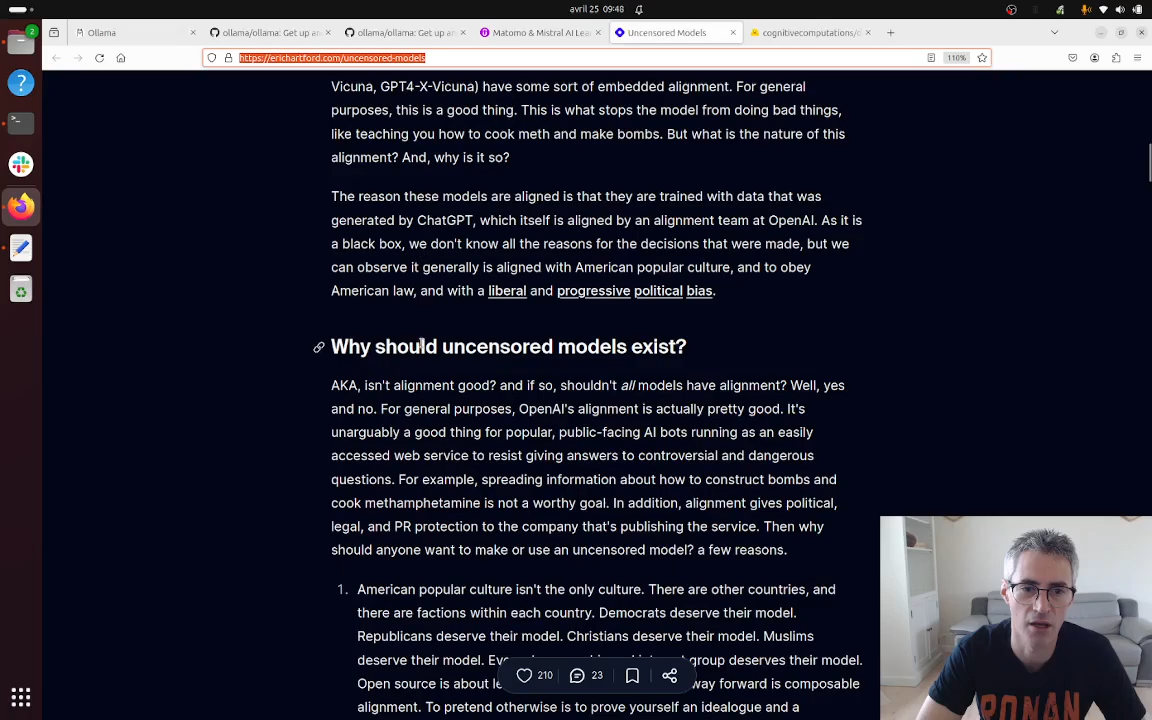 avril 25 09:48
Ollama
ollama/ollama: Get up an
ollama/ollama: Get up an
Matomo & Mistral AI Lea
Uncensored Models
cognitivecomputations/d
https://erichartford.com/uncensored-models
110%
2
Vicuna, GPT4-X-Vicuna) have some sort of embedded alignment. For general
purposes, this is a good thing. This is what stops the model from doing bad things,
like teaching you how to cook meth and make bombs. But what is the nature of this
alignment? And, why is it so?
The reason these models are aligned is that they are trained with data that was
generated by ChatGPT, which itself is aligned by an alignment team at OpenAI. As it is
a black box, we don't know all the reasons for the decisions that were made, but we
can observe it generally is aligned with American popular culture, and to obey
American law, and with a liberal and progressive political bias.
Why should uncensored models exist?
AKA, isn't alignment good? and if so, shouldn't all models have alignment? Well, yes
and no. For general purposes, OpenAI's alignment is actually pretty good. It's
unarguably a good thing for popular, public-facing AI bots running as an easily
accessed web service to resist giving answers to controversial and dangerous
questions. For example, spreading information about how to construct bombs and
cook methamphetamine is not a worthy goal. In addition, alignment gives political,
legal, and PR protection to the company that's publishing the service. Then why
should anyone want to make or use an uncensored model? a few reasons.
1. American popular culture isn't the only culture. There are other countries, and
there are factions within each country. Democrats deserve their model.
Republicans deserve their model. Christians deserve their model. Muslims
deserve their model. group deserves their model.
Open source is about way forward is composable
alignment. To pretend otherwise is to prove yourself an idealogue and a
210
23
RONAN